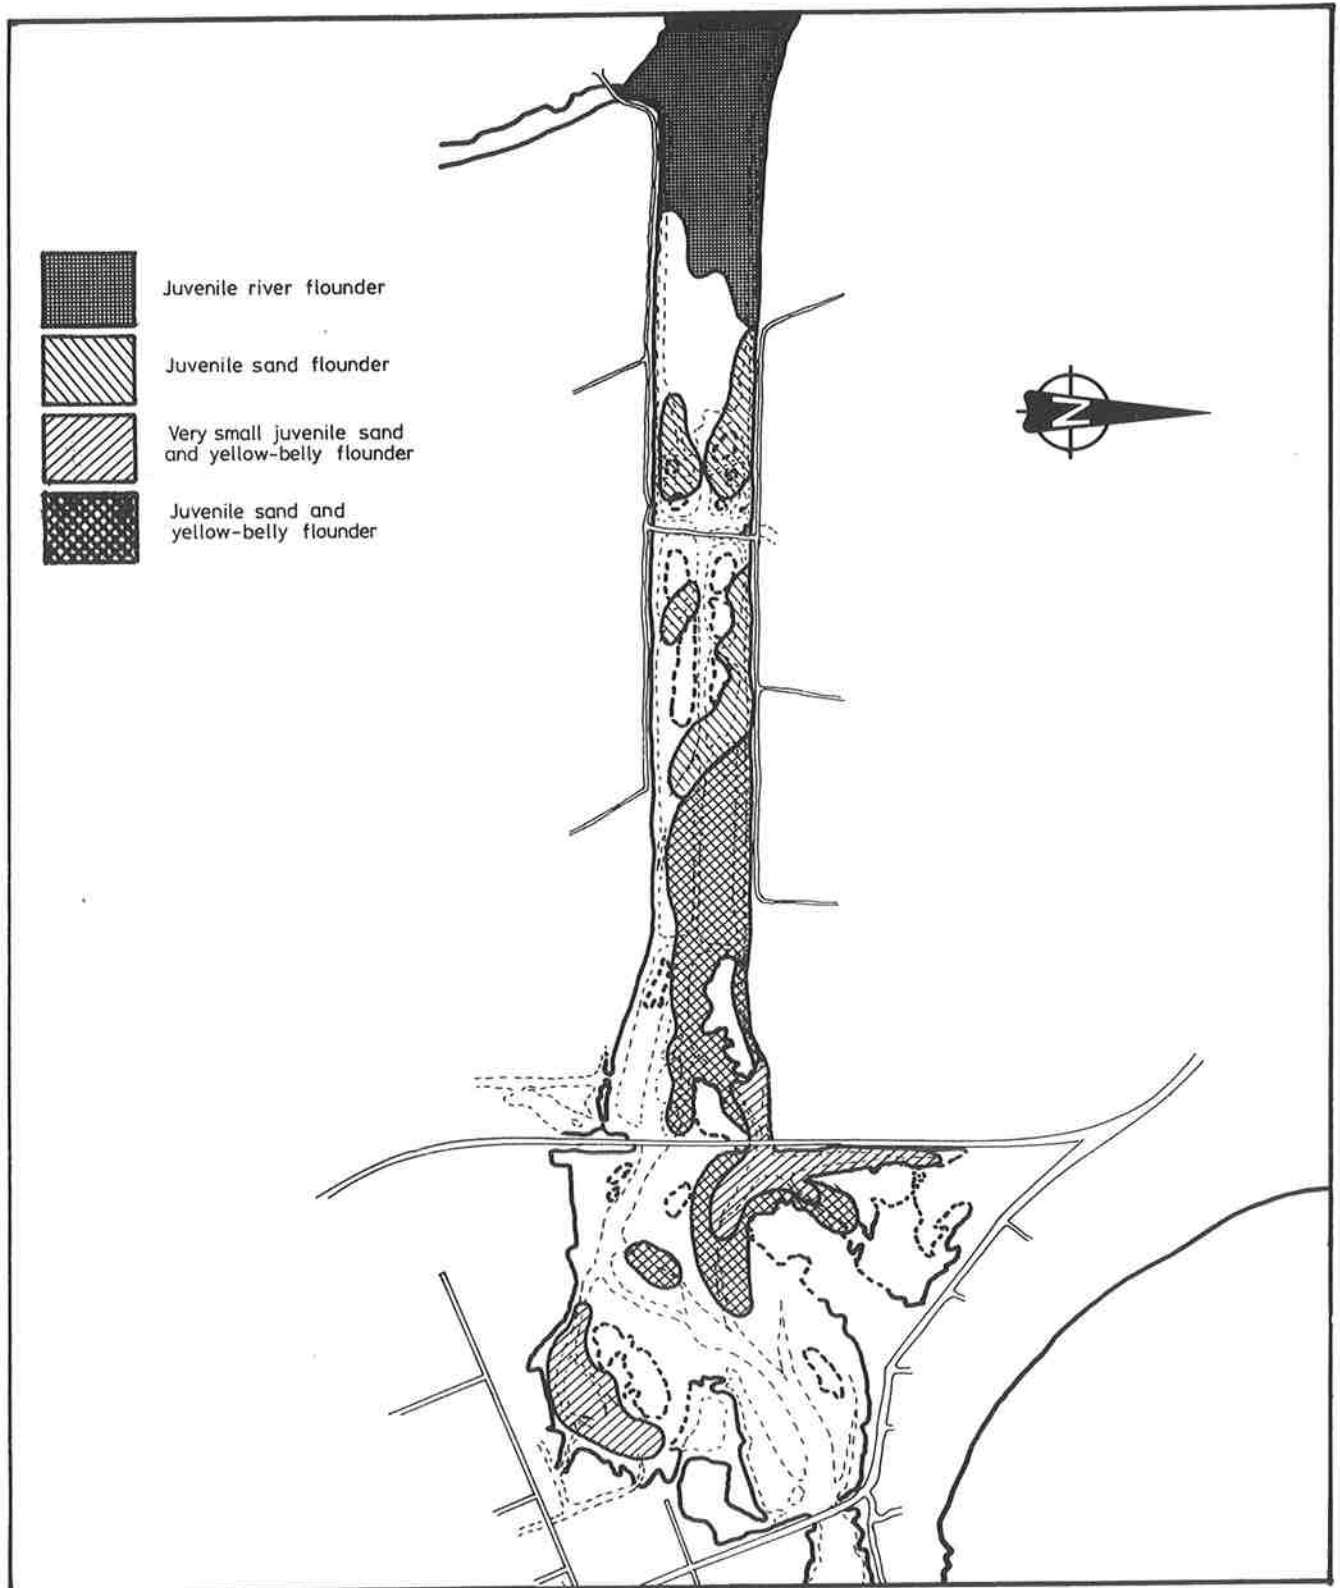 Juvenile river flounder
Juvenile sand flounder
Very small juvenile sand
and yellow-belly flounder
Juvenile sand and
yellow-belly flounder
N